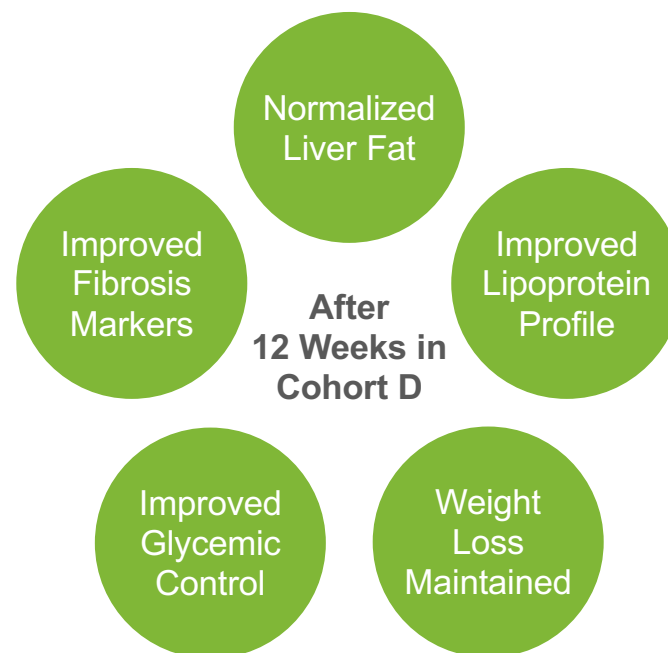 Normalized
Liver Fat
Improved
Fibrosis
Markers
Improved
Lipoprotein
Profile
After
12 Weeks in
Cohort D
Improved
Glycemic
Control
Weight
Loss
Maintained